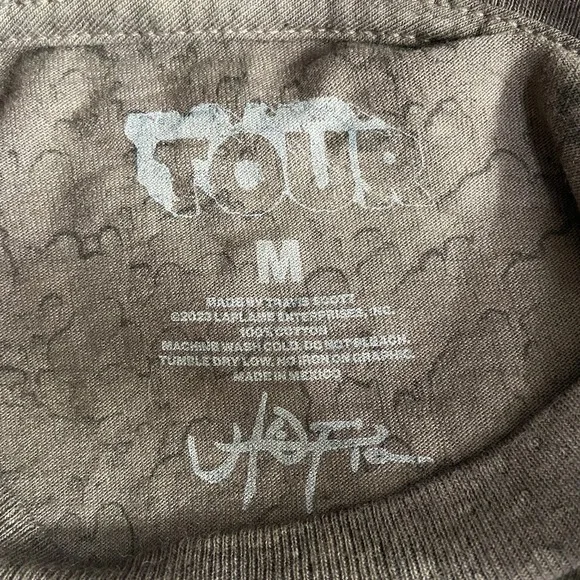 TOUR
M
MADE BY TRAVIS SCOTT
©2023 LAFLAME ENTERPRISES, INC.
100% COTTON
MACHINE WASH COLD. DO NOT BLEACH.
TUMBLE DRY LOW. NO IRON ON GRAPHIC.
MADE IN MEXICO
UTOPIA